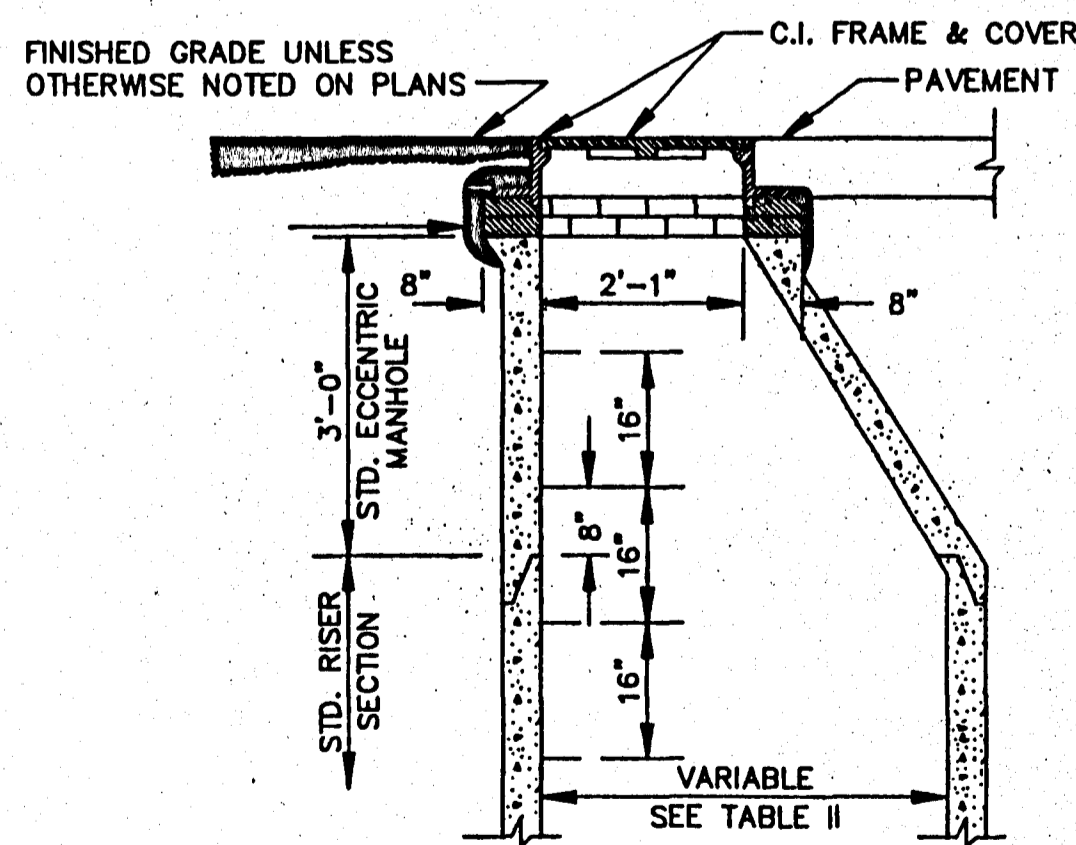 FINISHED GRADE UNLESS
OTHERWISE NOTED ON PLANS
C.I. FRAME & COVER
PAVEMENT
8"
2'-1"
8"
3'-0"
STD. ECCENTRIC
MANHOLE
16"
8"
16"
16"
STD. RISER
SECTION
VARIABLE
SEE TABLE II